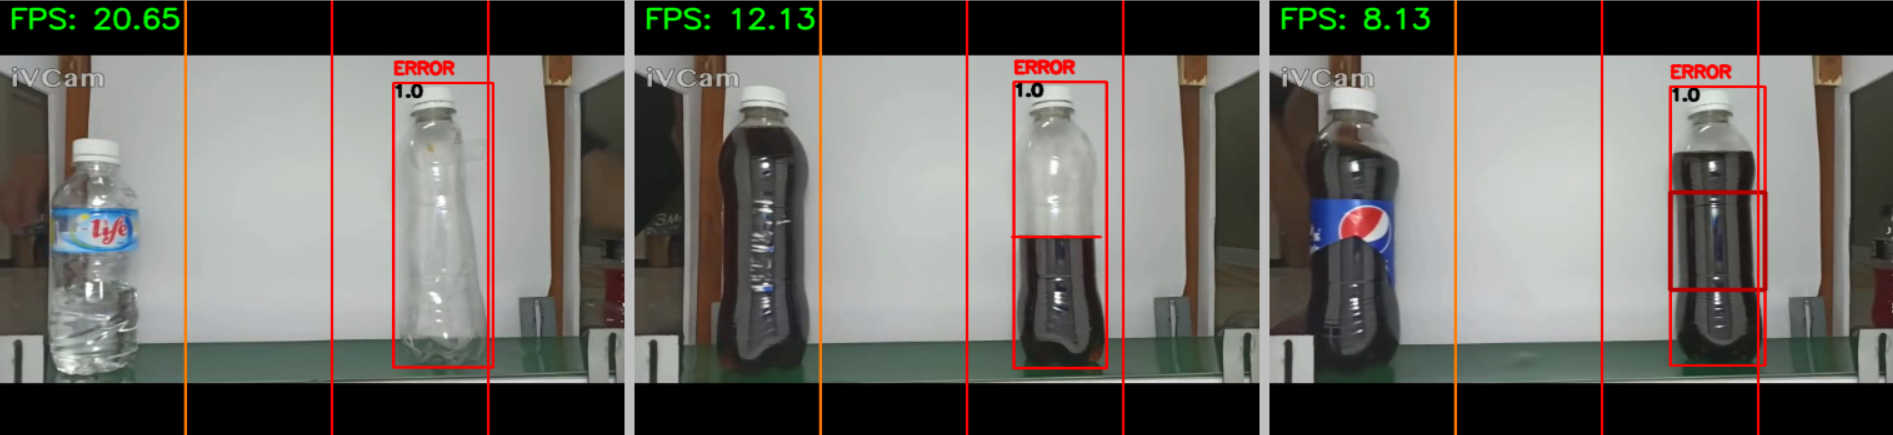 FPS: 20.65
iVCam
ERROR
1.0
life
FPS: 12.13
iVCam
ERROR
1.0
FPS: 8.13
iVCam
ERROR
1.0